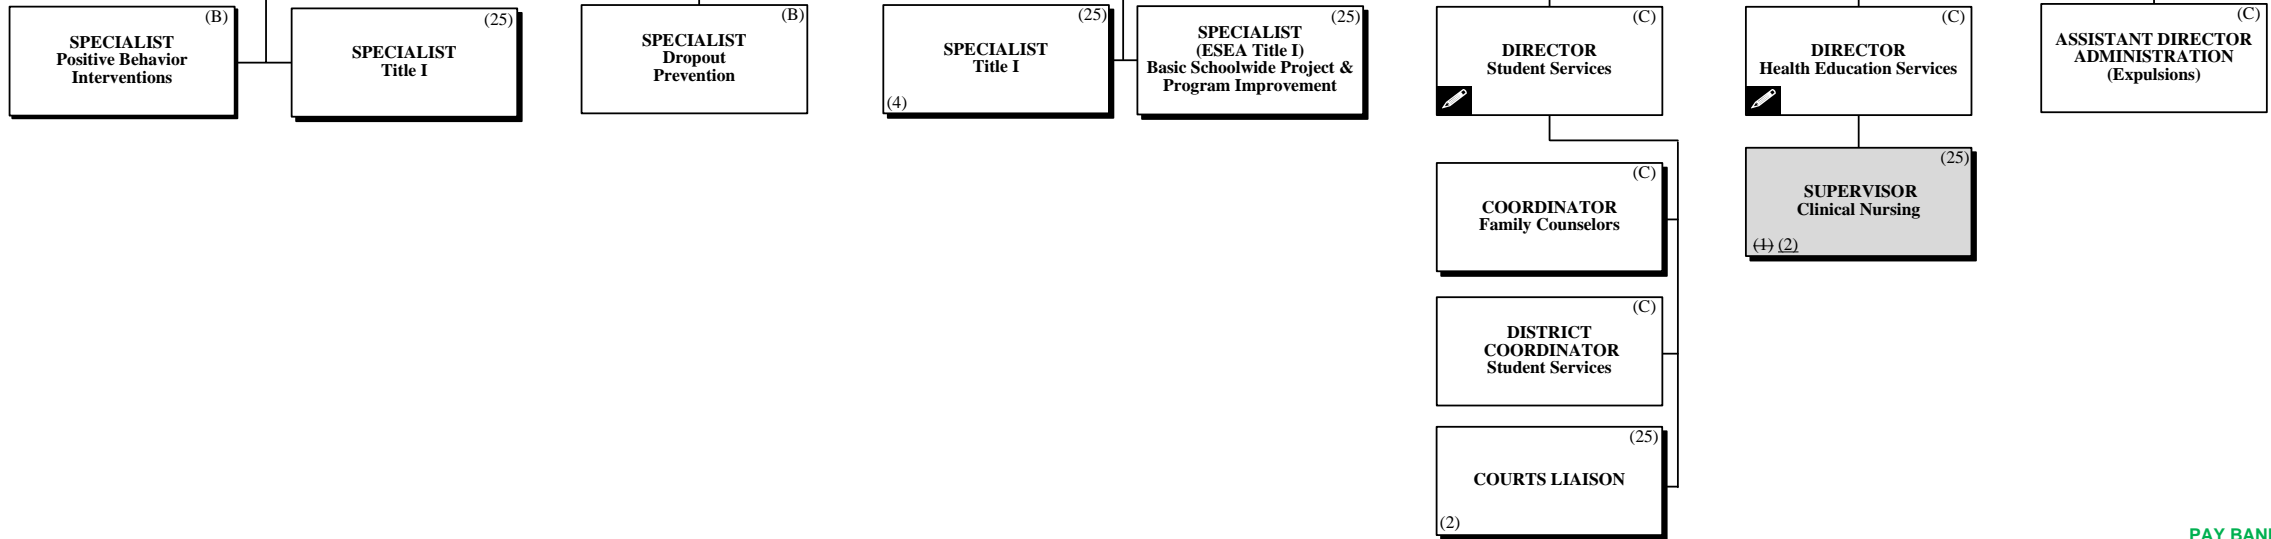 (B)
SPECIALIST
Positive Behavior
Interventions
(25)
SPECIALIST
Title I
(B)
SPECIALIST
Dropout
Prevention
(25)
SPECIALIST
Title I
(4)
(25)
SPECIALIST
(ESEA Title I)
Basic Schoolwide Project &
Program Improvement
(C)
DIRECTOR
Student Services
(C)
DIRECTOR
Health Education Services
(C)
ASSISTANT DIRECTOR
ADMINISTRATION
(Expulsions)
(C)
COORDINATOR
Family Counselors
(25)
SUPERVISOR
Clinical Nursing
(1) (2)
(C)
DISTRICT
COORDINATOR
Student Services
(25)
COURTS LIAISON
(2)
PAY BAN